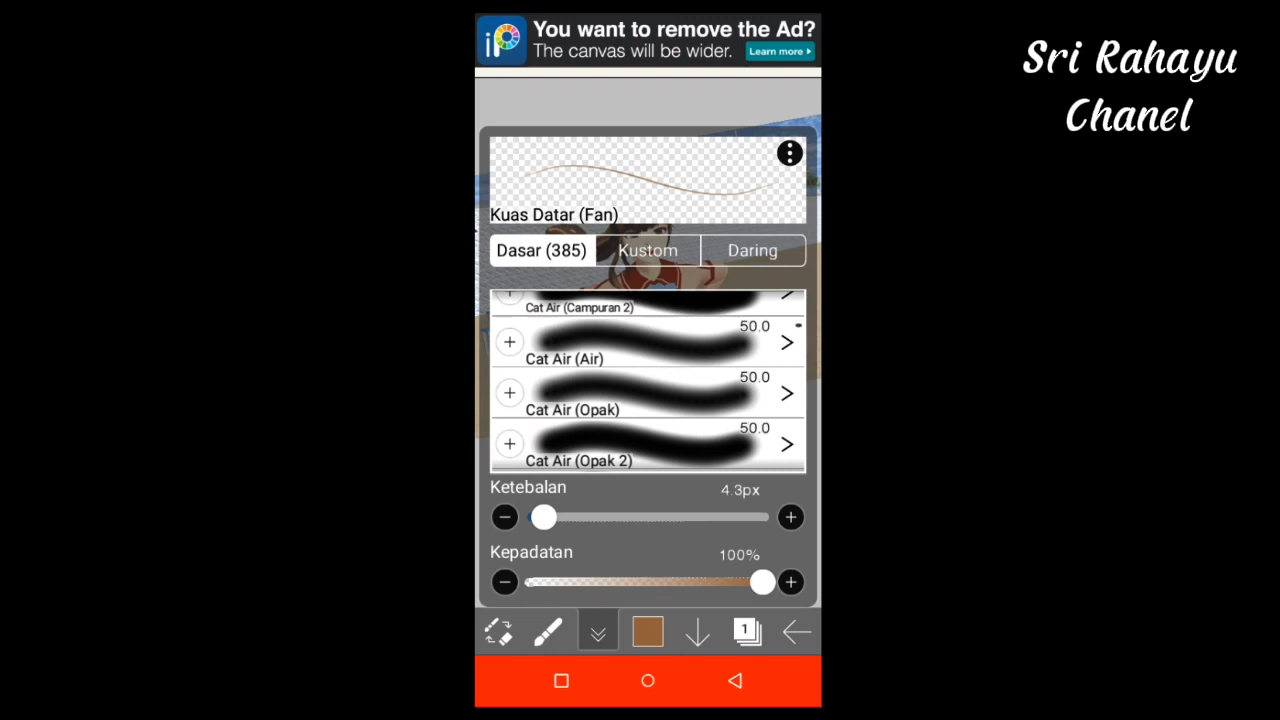 You want to remove the Ad?
The canvas will be wider.
Learn more
iP
Sri Rahayu
Chanel
Kuas Datar (Fan)
Dasar (385)
Kustom
Daring
Cat Air (Campuran 2)
50.0
Cat Air (Air)
50.0
Cat Air (Opak)
50.0
Cat Air (Opak 2)
Ketebalan
4.3px
Kepadatan
100%
1